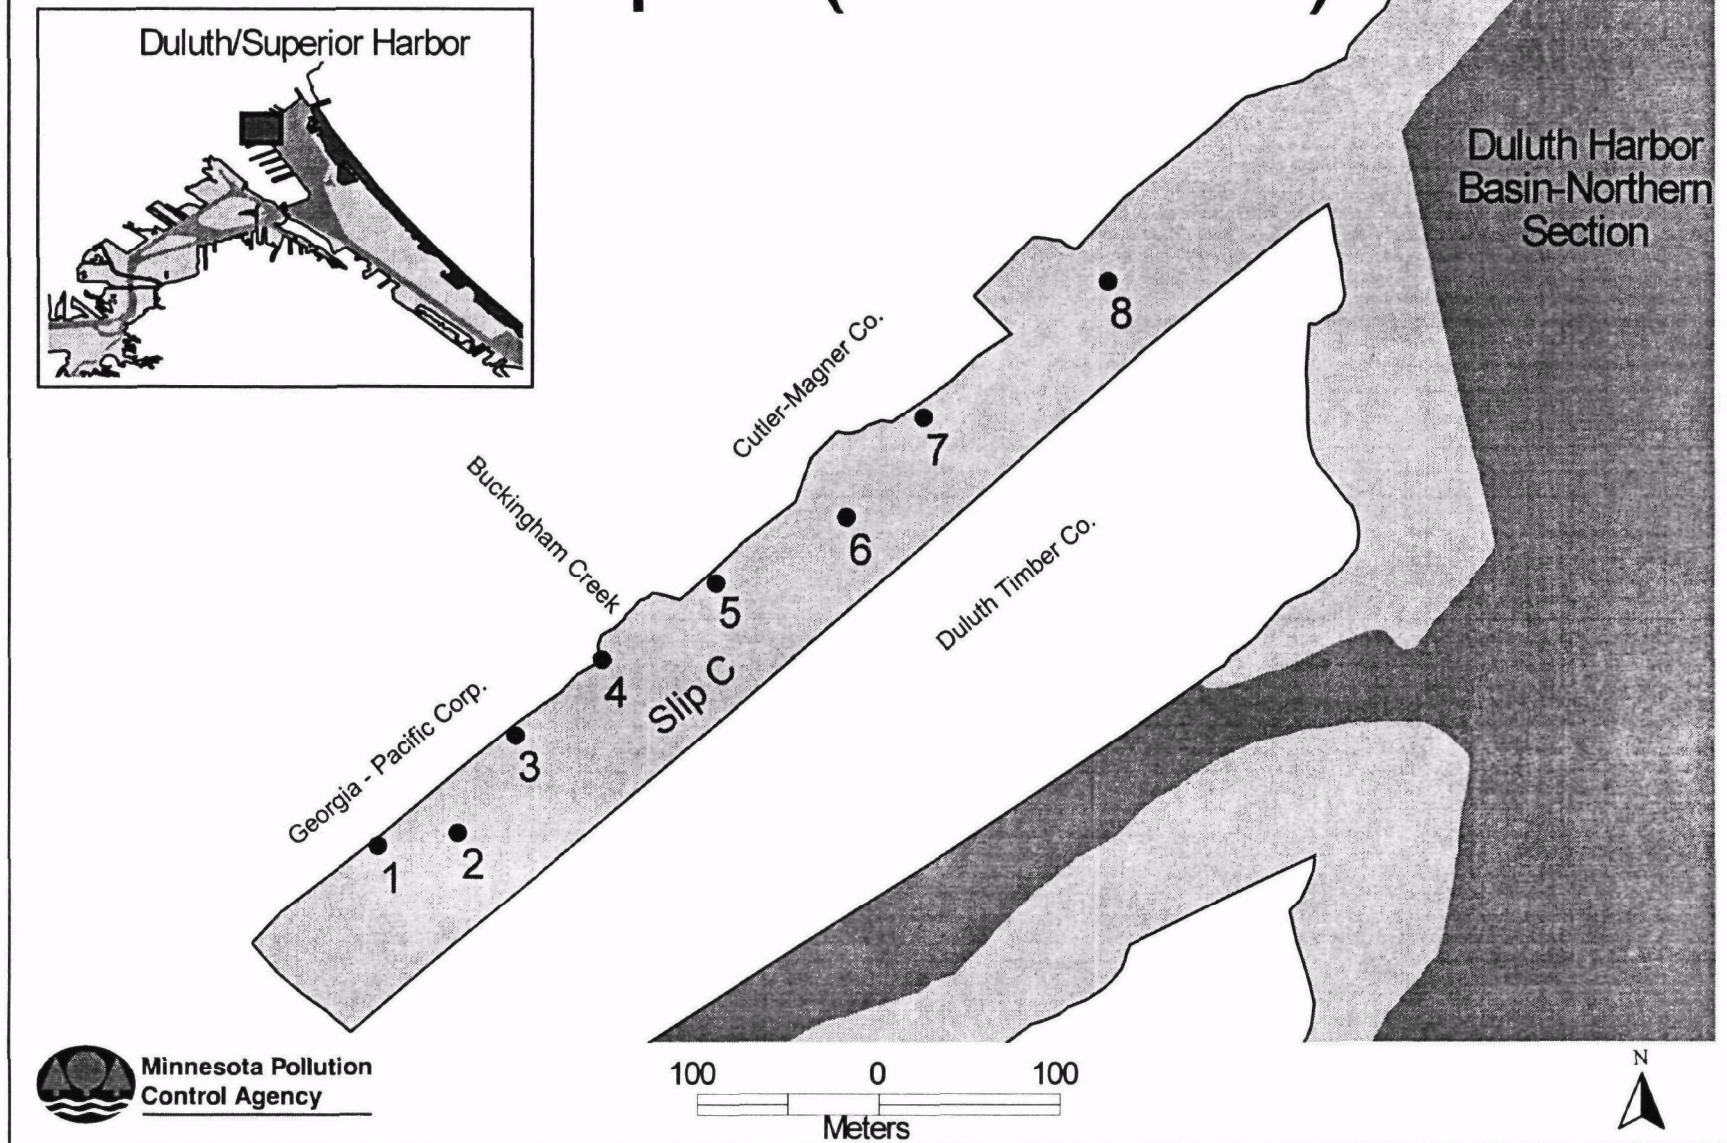 Duluth/Superior Harbor
Duluth Harbor
Basin-Northern
Section
8
Cutler-Magner Co.
7
Buckingham Creek
6
Duluth Timber Co.
5
4
Slip C
Georgia - Pacific Corp.
3
2
1
Minnesota Pollution
Control Agency
100 0 100
Meters
N